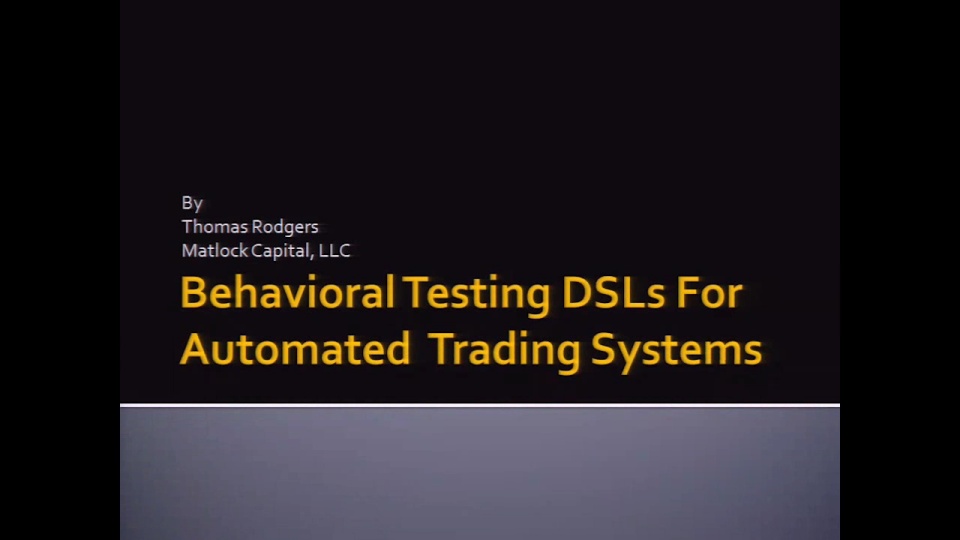 By
Thomas Rodgers
Matlock Capital, LLC
Behavioral Testing DSLs For
Automated Trading Systems